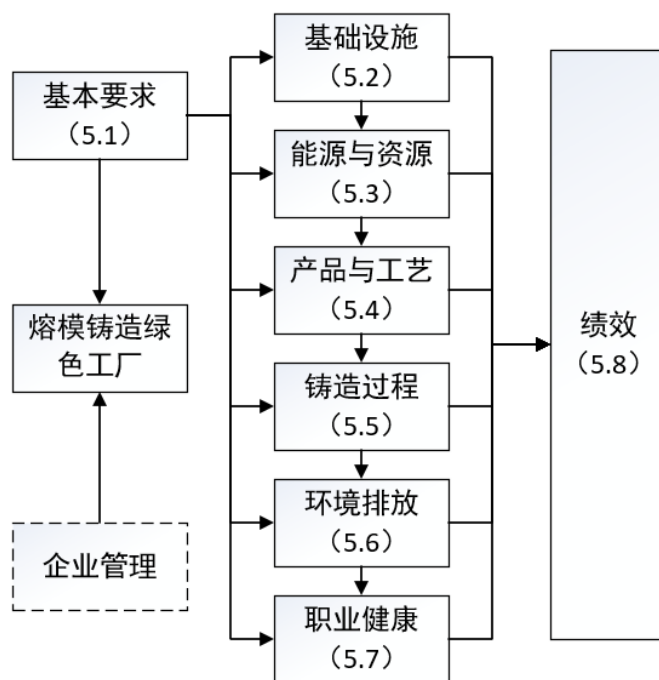 基本要求
（5.1）
熔模铸造绿
色工厂
企业管理
基础设施
（5.2）
能源与资源
（5.3）
产品与工艺
（5.4）
铸造过程
（5.5）
环境排放
（5.6）
职业健康
（5.7）
绩效
（5.8）